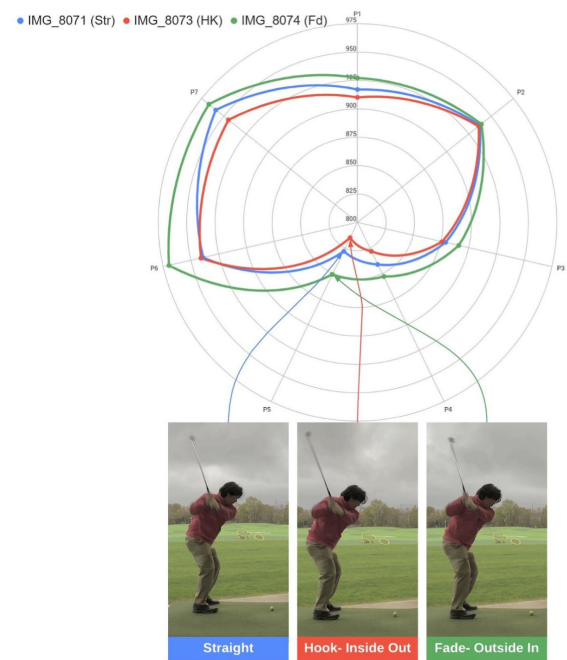 IMG_8071 (Str) IMG_8073 (HK) IMG_8074 (Fd)
P1
975
950
925
900
875
850
825
800
P7
P2
P6
P3
P5
P4
Straight
Hook- Inside Out
Fade- Outside In